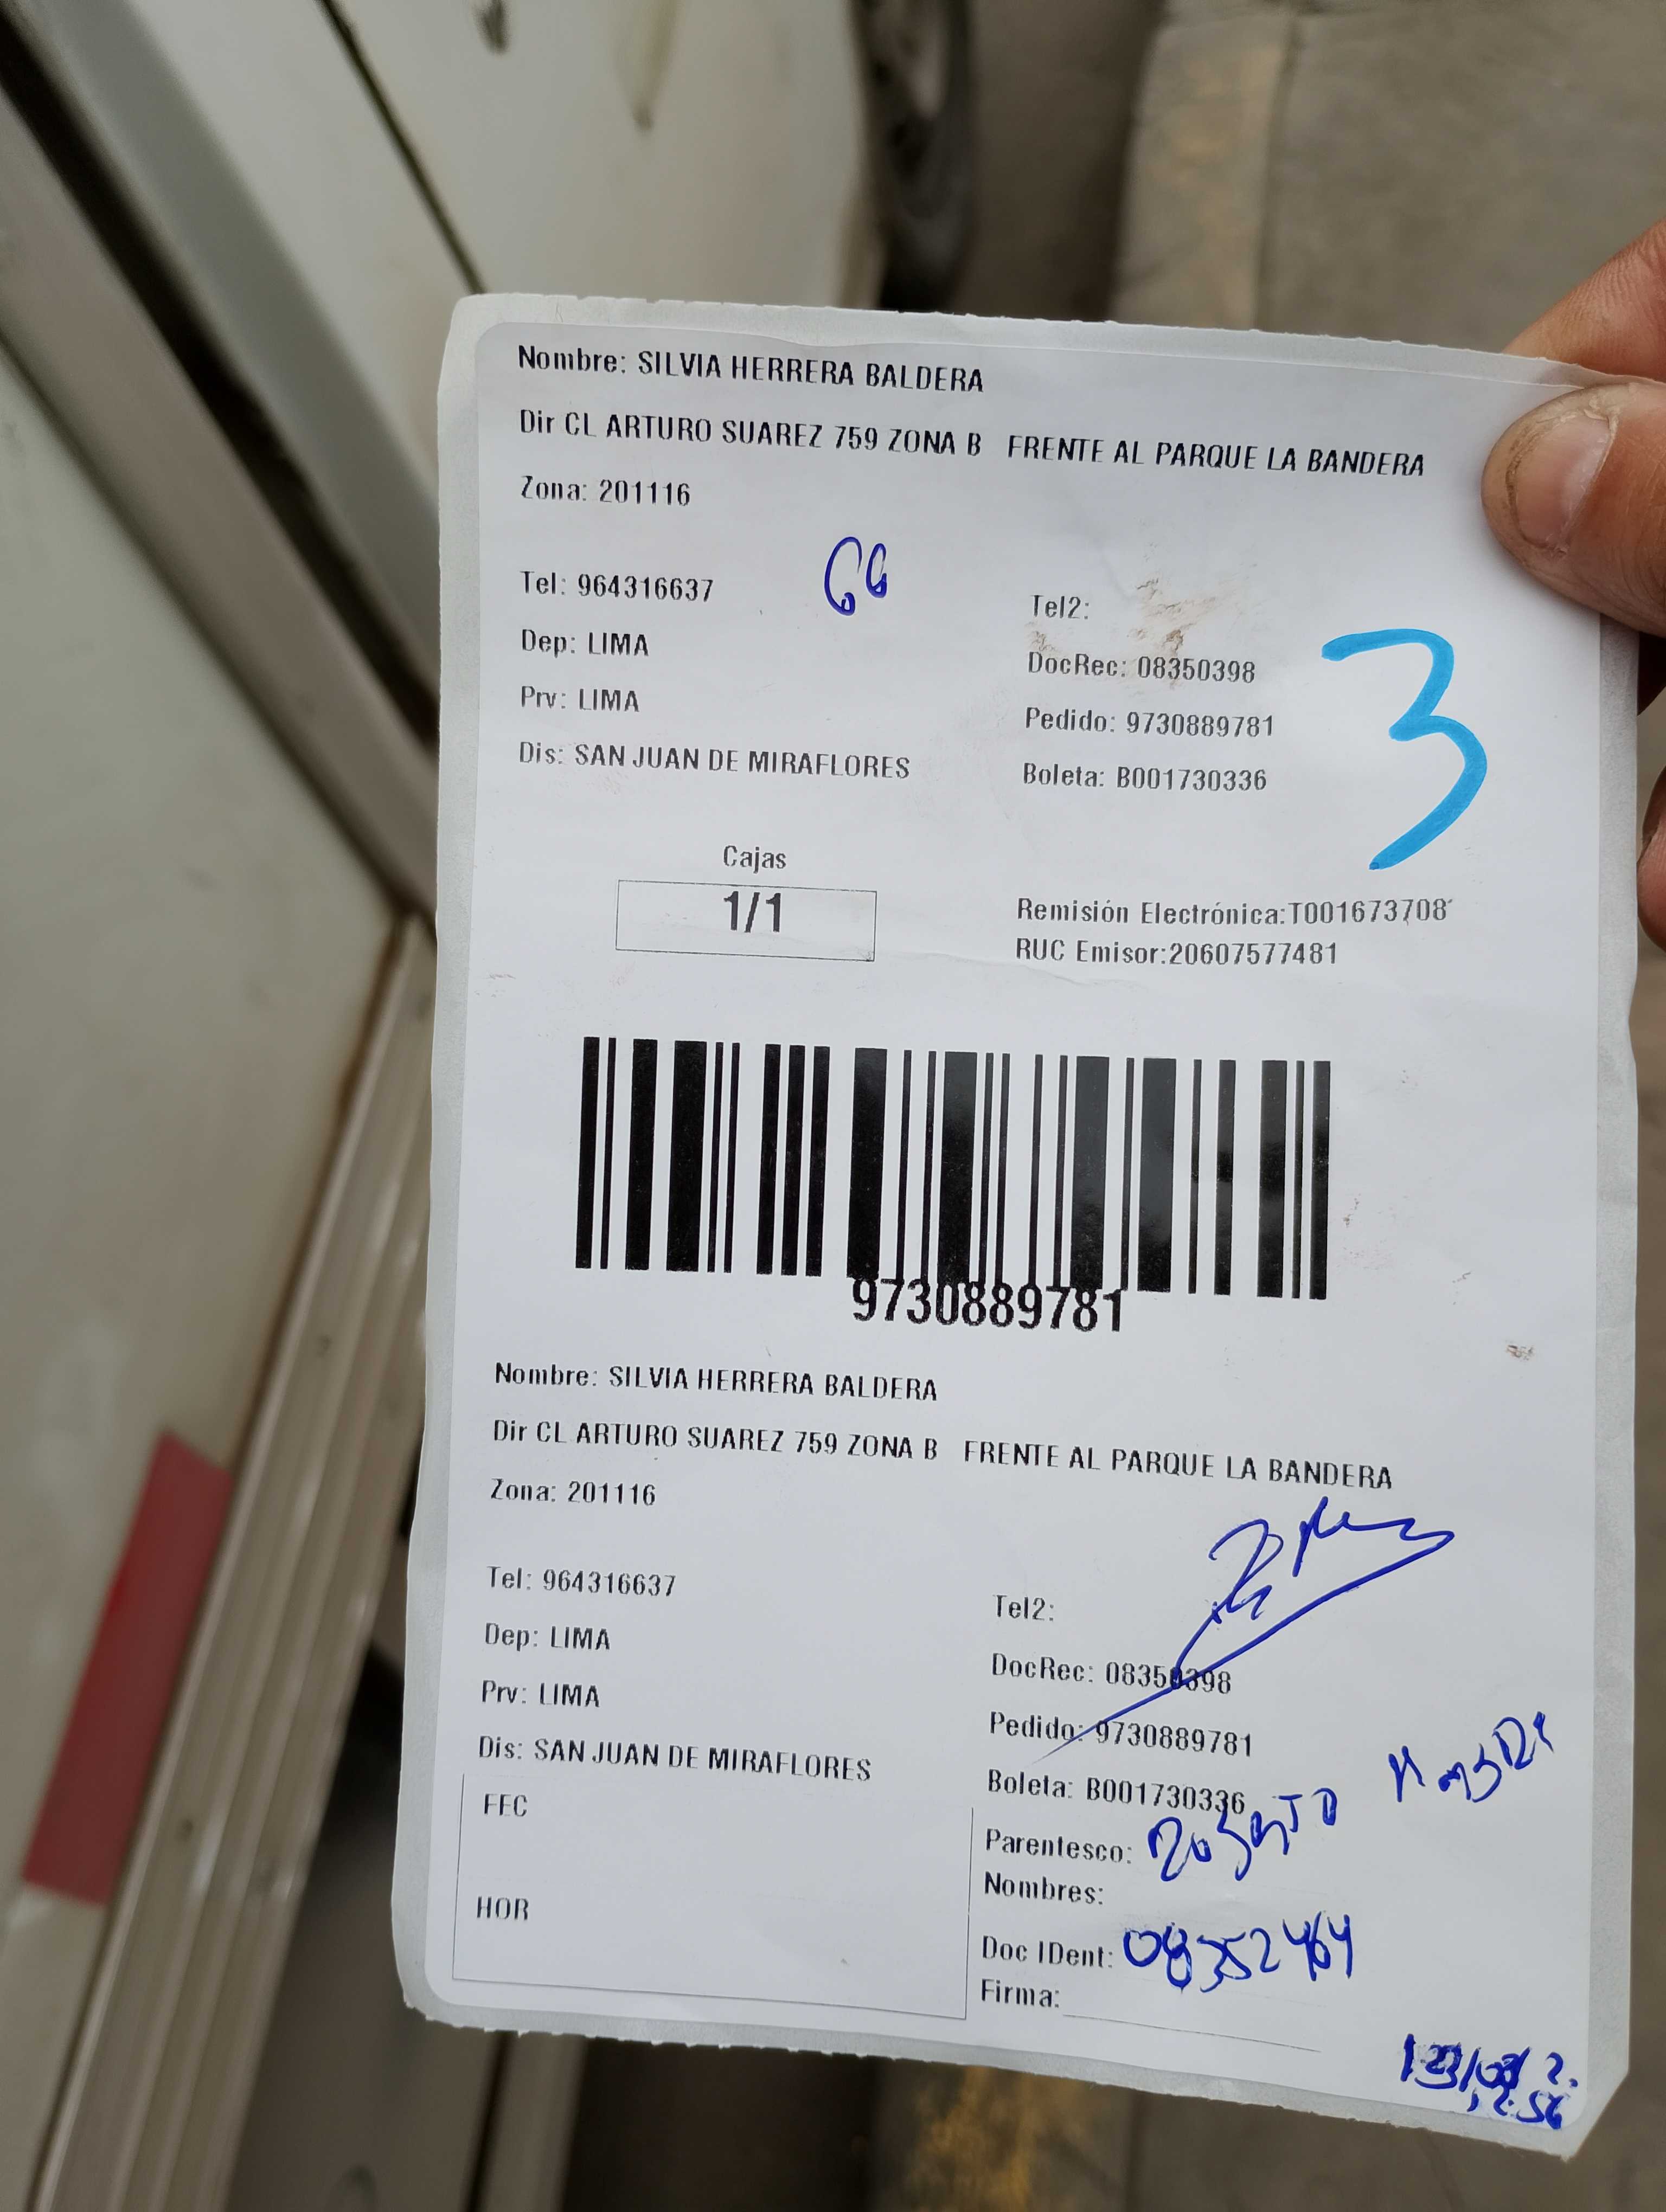 Nombre: SILVIA HERRERA BALDERA
Dir CL ARTURO SUAREZ 759 ZONA B FRENTE AL PARQUE LA BANDERA
Zona: 201116
Tel: 964316637
Tel2:
Dep: LIMA
DocRec: 08350398
Prv: LIMA
Pedido: 9730889781
Dis: SAN JUAN DE MIRAFLORES
Boleta: B001730336
3
Cajas
1/1
Remisión Electrónica:T001673708
RUC Emisor:20607577481
9730889781
Nombre: SILVIA HERRERA BALDERA
Dir CL ARTURO SUAREZ 759 ZONA B FRENTE AL PARQUE LA BANDERA
Zona: 201116
Tel: 964316637
Tel2:
Dep: LIMA
DocRec: 08350398
Prv: LIMA
Pedido: 9730889781
Dis: SAN JUAN DE MIRAFLORES
Boleta: B001730336
FEC
Parentesco:
Nombres:
HOR
Doc IDent: 08352464
Firma: